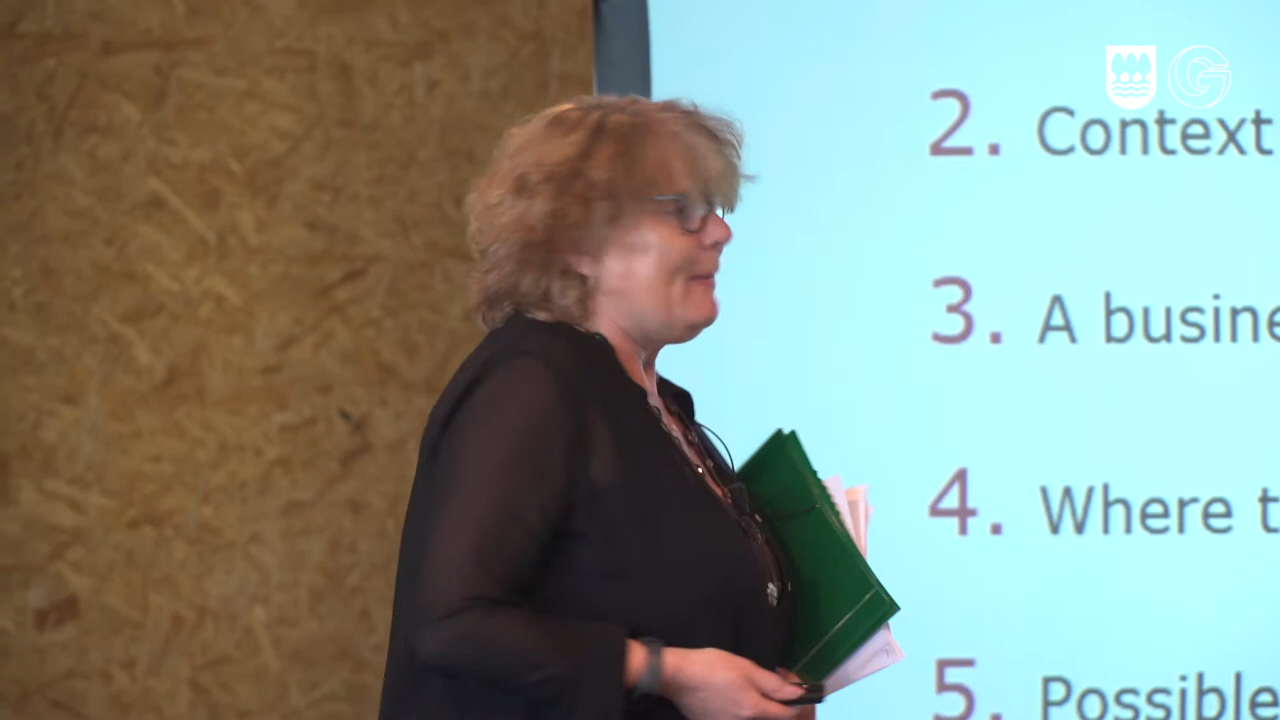 2. Context
3. A busine
4. Where t
5. Possible